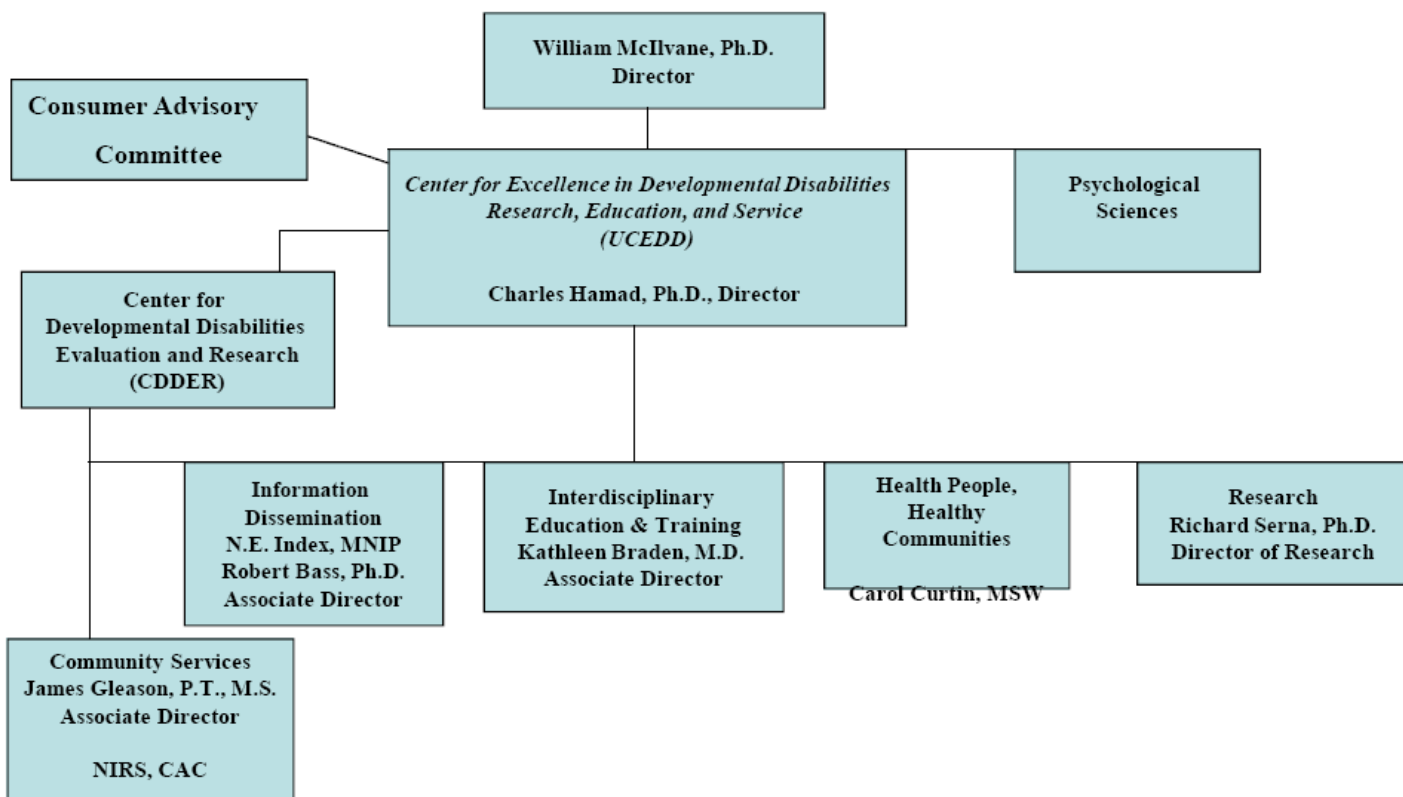 William McIlvane, Ph.D.
Director
Consumer Advisory
Committee
Center for Excellence in Developmental Disabilities
Research, Education, and Service
(UCEDD)
Charles Hamad, Ph.D., Director
Psychological
Sciences
Center for
Developmental Disabilities
Evaluation and Research
(CDDER)
Information
Dissemination
N.E. Index, MNIP
Robert Bass, Ph.D.
Associate Director
Interdisciplinary
Education & Training
Kathleen Braden, M.D.
Associate Director
Health People,
Healthy
Communities
Carol Curtin, MSW
Research
Richard Serna, Ph.D.
Director of Research
Community Services
James Gleason, P.T., M.S.
Associate Director
NIRS, CAC